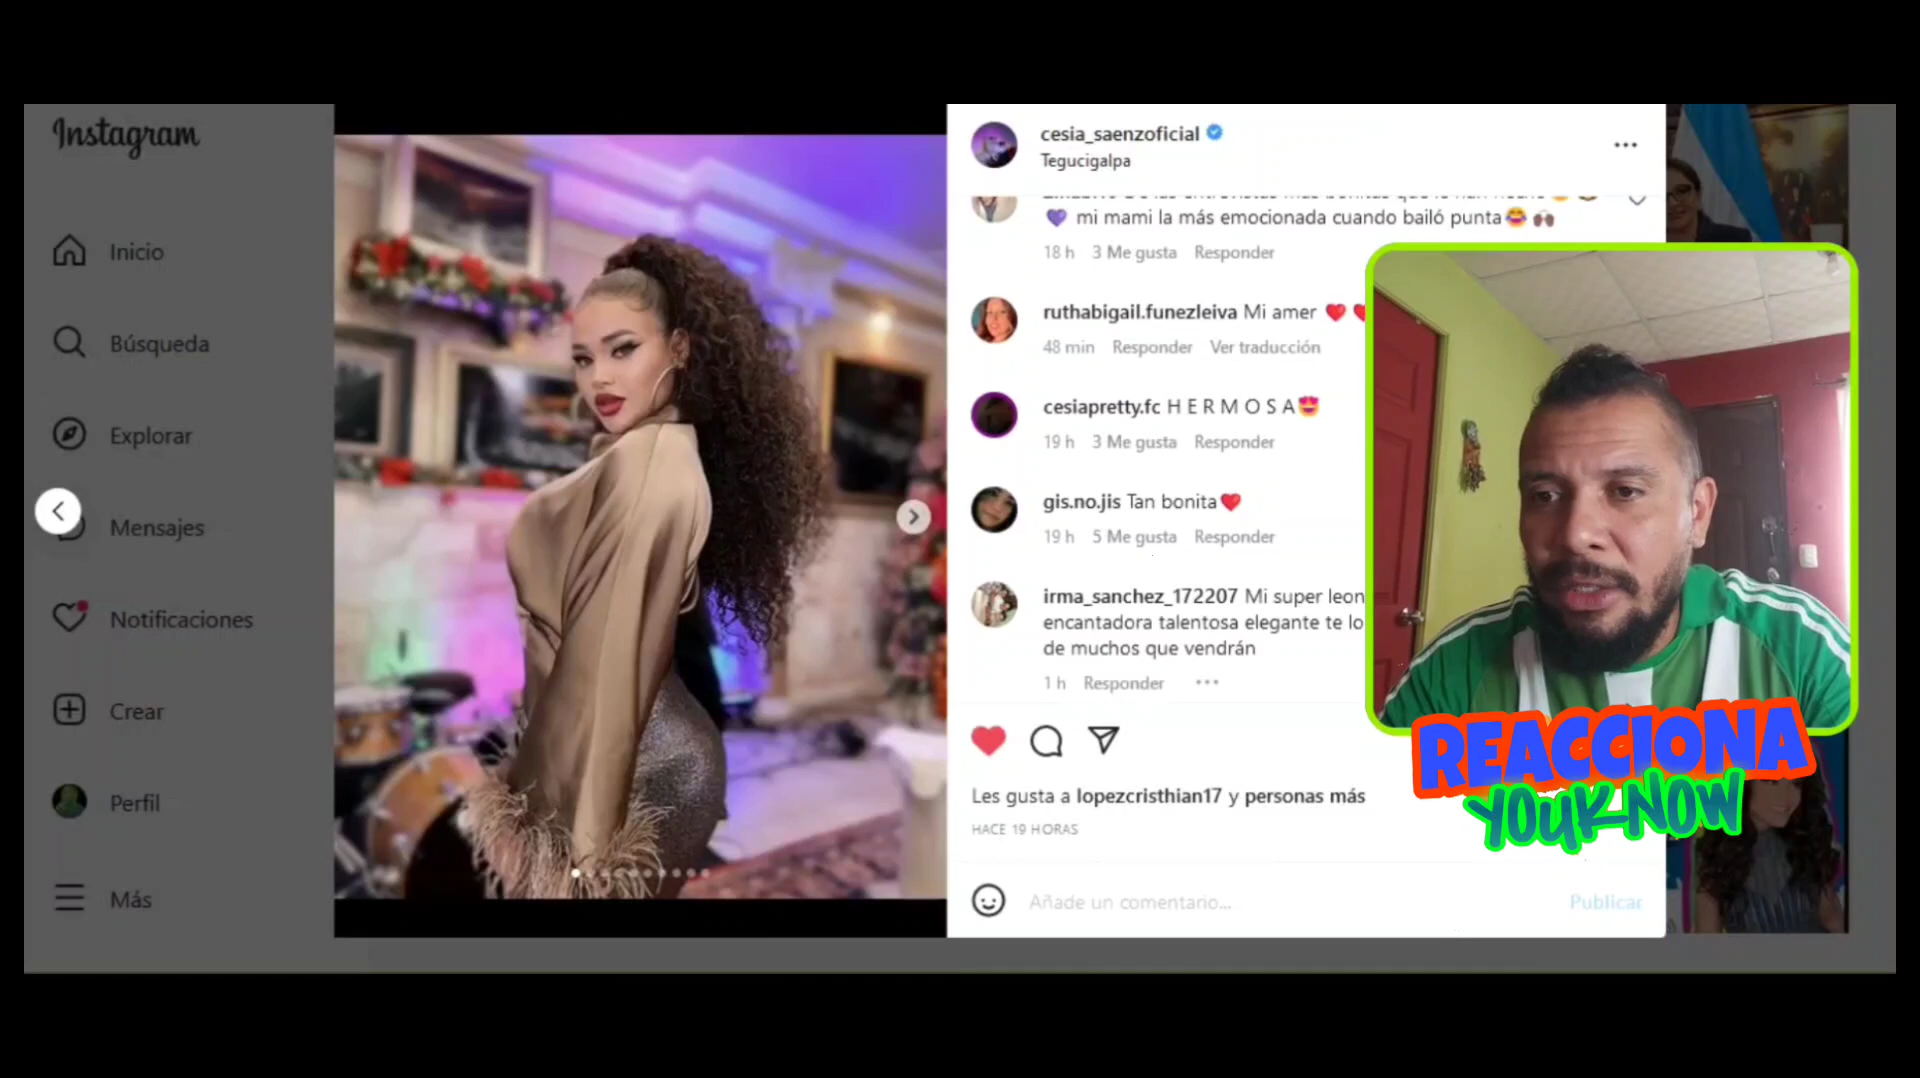 Instagram
Inicio
Búsqueda
Explorar
Mensajes
Notificaciones
Crear
Perfil
Más
cesia_saenzoficial
Tegucigalpa
💜 mi mami la más emocionada cuando bailó punta😂🙌🏿
18 h 3 Me gusta Responder
ruthabigail.funezleiva Mi amer ❤️ ❤️
48 min Responder Ver traducción
cesiapretty.fc H E R M O S A😍
19 h 3 Me gusta Responder
gis.no.jis Tan bonita❤️
19 h 5 Me gusta Responder
irma_sanchez_172207 Mi super leon
encantadora talentosa elegante te lo
de muchos que vendrán
1 h Responder ...
Les gusta a lopezcristhian17 y personas más
HACE 19 HORAS
Añade un comentario...
Publicar
REACCIONA
YOUKNOW